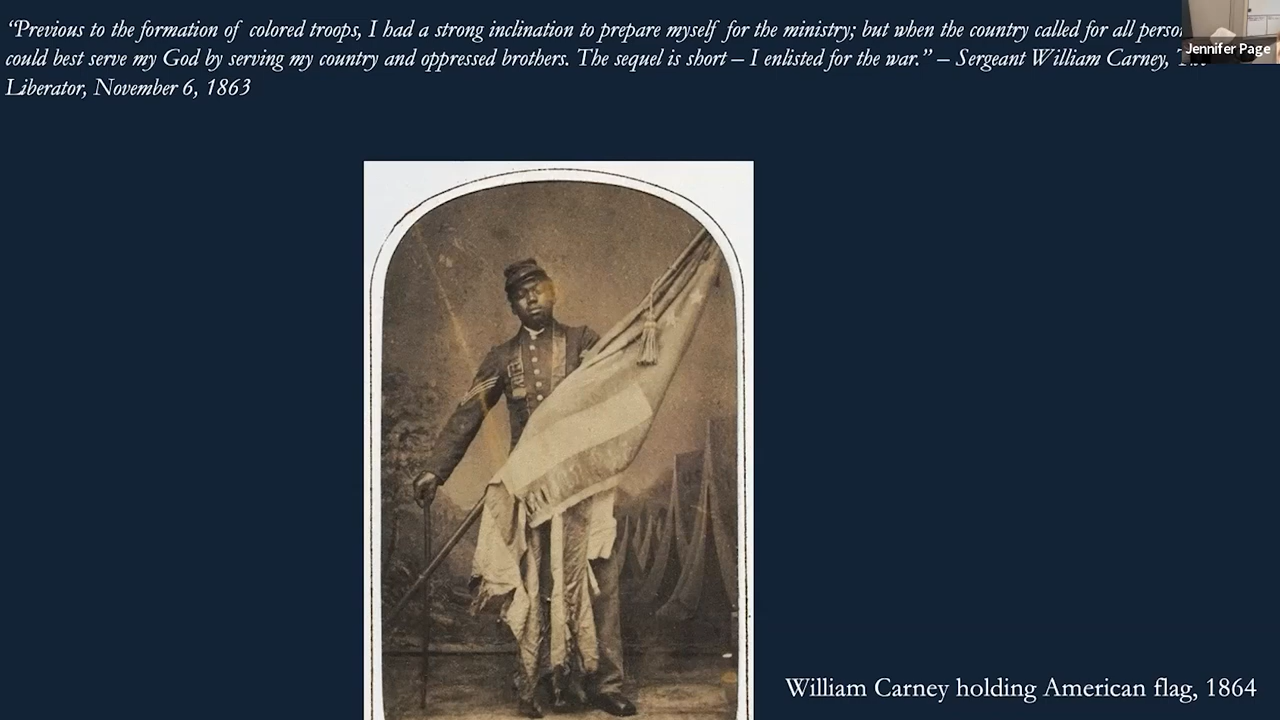 “Previous to the formation of colored troops, I had a strong inclination to prepare myself for the ministry; but when the country called for all
could best serve my God by serving my country and oppressed brothers. The sequel is short – I enlisted for the war.” – Sergeant William Carney,
Liberator, November 6, 1863
Jennifer Page
William Carney holding American flag, 1864